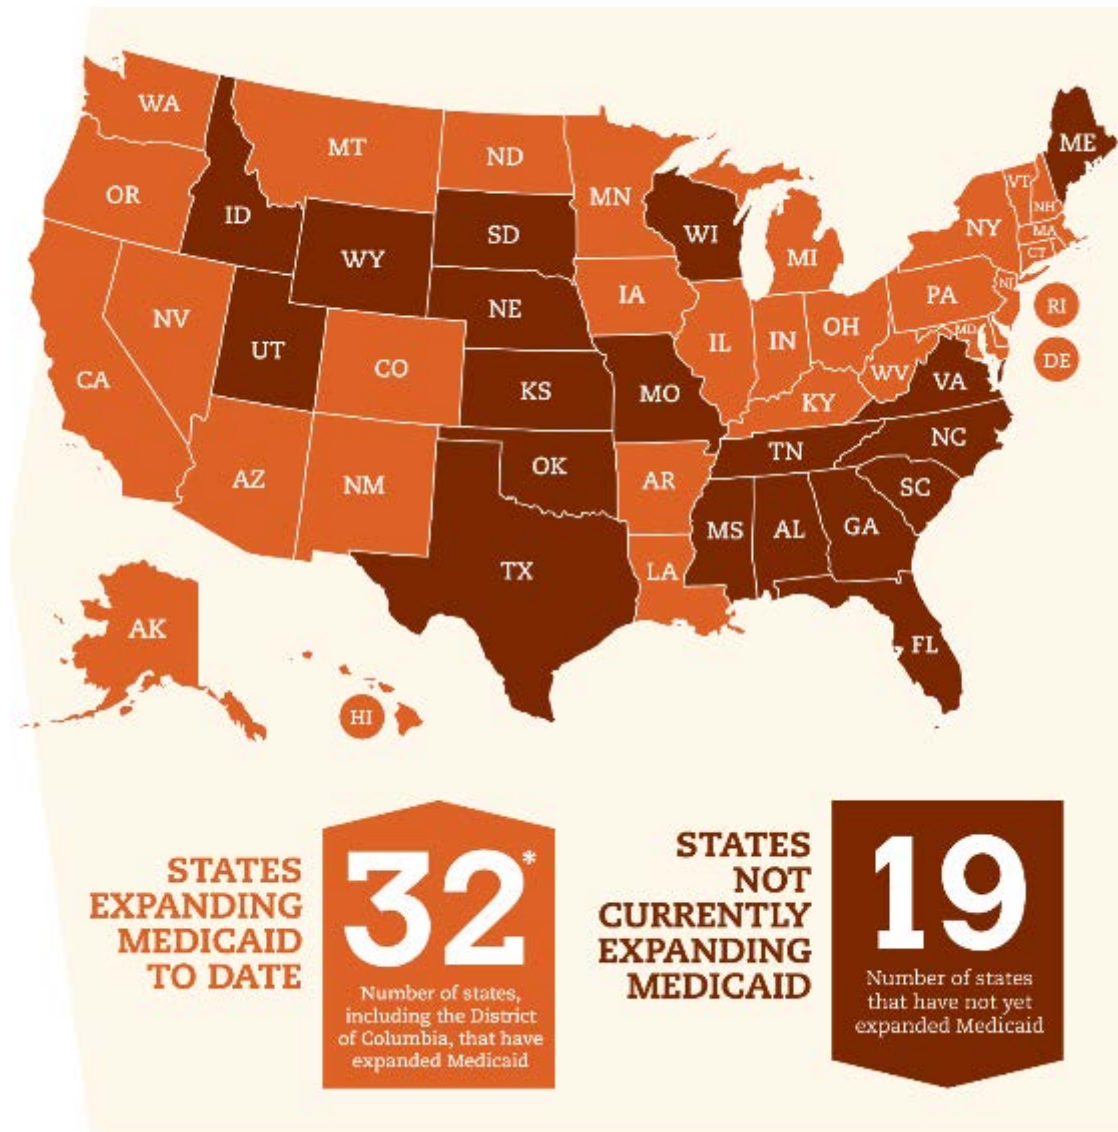 WA
MT
ND
MN
ME
OR
ID
SD
WI
VT
NH
NY
MA
CT
WY
MI
IA
NE
PA
NJ
RI
NV
UT
CO
IL
IN
OH
MD
DE
CA
KS
MO
WV
VA
KY
AZ
NM
OK
AR
TN
NC
SC
TX
LA
MS
AL
GA
FL
AK
HI
STATES
EXPANDING
MEDICAID
TO DATE
32*
Number of states,
including the District
of Columbia, that have
expanded Medicaid
STATES
NOT
CURRENTLY
EXPANDING
MEDICAID
19
Number of states
that have not yet
expanded Medicaid